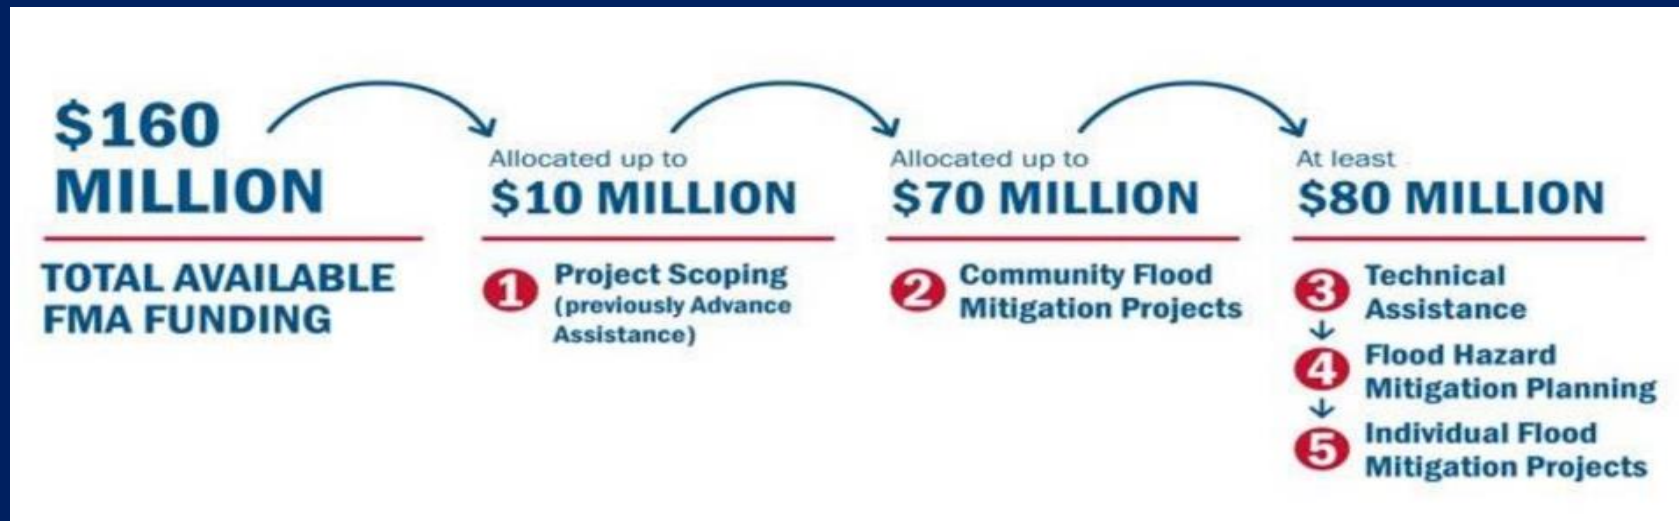 $160
MILLION
TOTAL AVAILABLE
FMA FUNDING
Allocated up to
$10 MILLION
1 Project Scoping
(previously Advance
Assistance)
Allocated up to
$70 MILLION
2 Community Flood
Mitigation Projects
At least
$80 MILLION
3 Technical
Assistance
4 Flood Hazard
Mitigation Planning
5 Individual Flood
Mitigation Projects